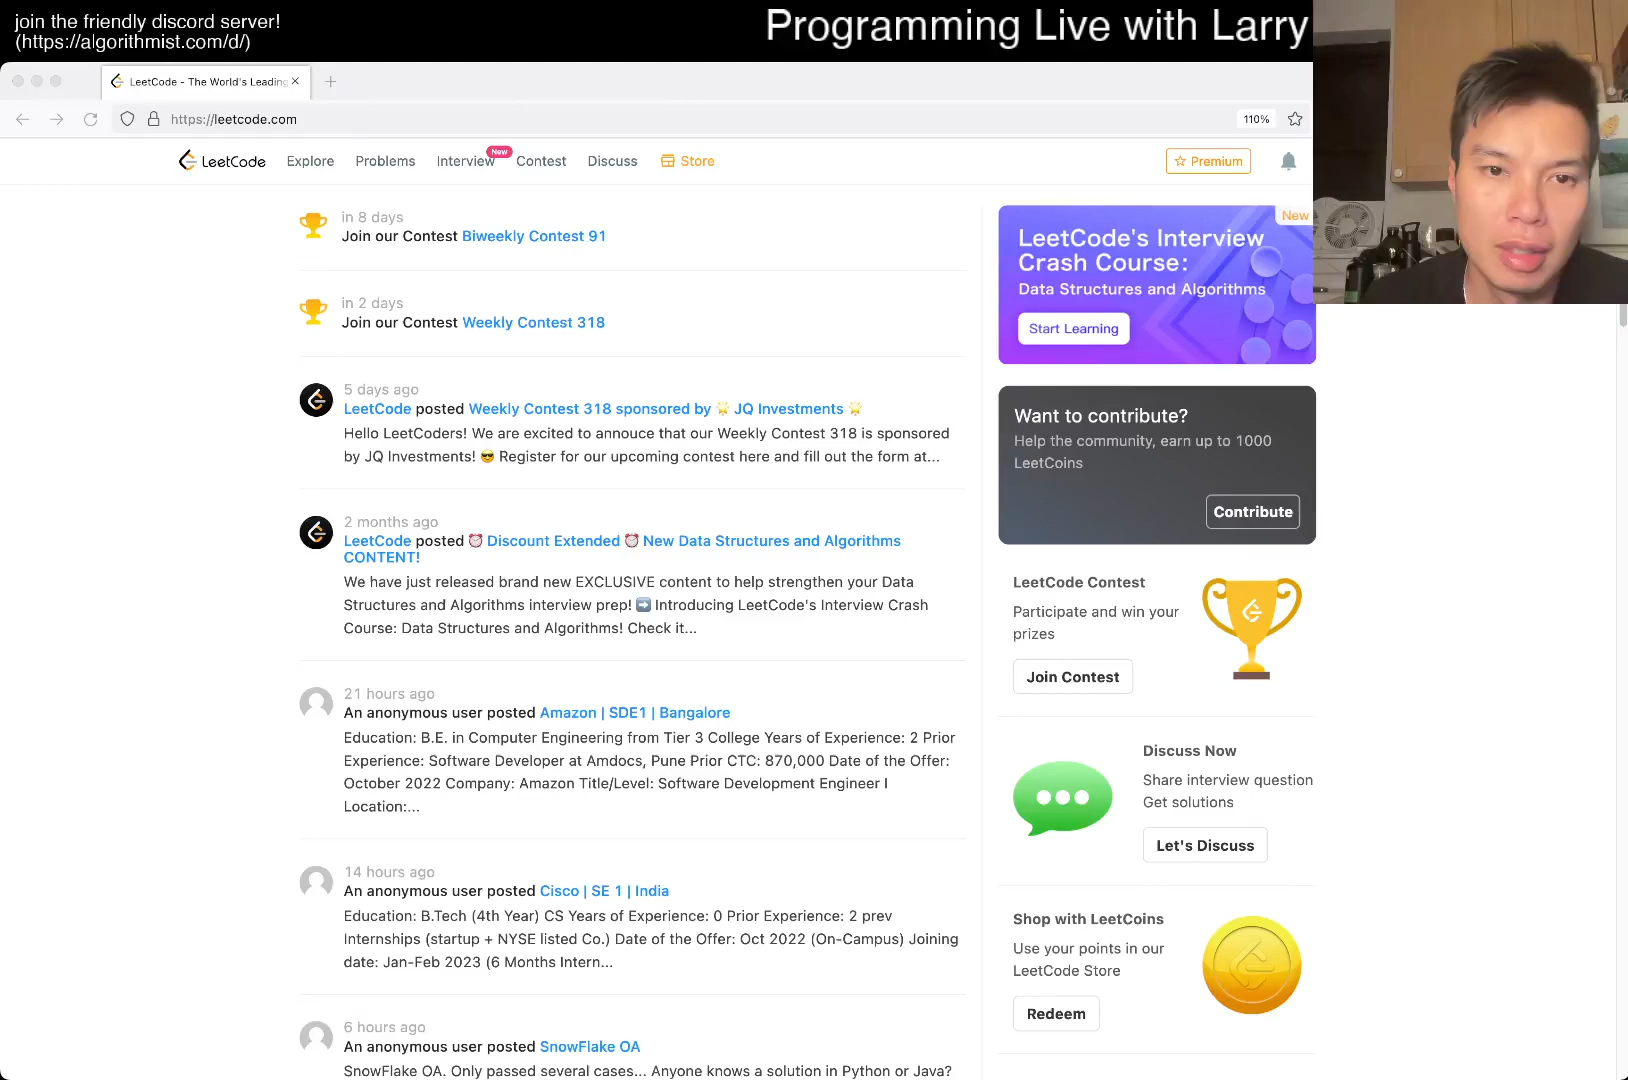 join the friendly discord server!
(https://algorithmist.com/d/)
Programming Live with Larry
LeetCode - The World's Leading
https://leetcode.com
110%
LeetCode
Explore
Problems
Interview
New
Contest
Discuss
Store
Premium
in 8 days
Join our Contest Biweekly Contest 91
in 2 days
Join our Contest Weekly Contest 318
5 days ago
LeetCode posted Weekly Contest 318 sponsored by 🌟 JQ Investments 🌟
Hello LeetCoders! We are excited to annouce that our Weekly Contest 318 is sponsored
by JQ Investments! 😎 Register for our upcoming contest here and fill out the form at...
2 months ago
LeetCode posted ⏰ Discount Extended ⏰ New Data Structures and Algorithms
CONTENT!
We have just released brand new EXCLUSIVE content to help strengthen your Data
Structures and Algorithms interview prep! ➡️ Introducing LeetCode's Interview Crash
Course: Data Structures and Algorithms! Check it...
21 hours ago
An anonymous user posted Amazon | SDE1 | Bangalore
Education: B.E. in Computer Engineering from Tier 3 College Years of Experience: 2 Prior
Experience: Software Developer at Amdocs, Pune Prior CTC: 870,000 Date of the Offer:
October 2022 Company: Amazon Title/Level: Software Development Engineer I
Location:...
14 hours ago
An anonymous user posted Cisco | SE 1 | India
Education: B.Tech (4th Year) CS Years of Experience: 0 Prior Experience: 2 prev
Internships (startup + NYSE listed Co.) Date of the Offer: Oct 2022 (On-Campus) Joining
date: Jan-Feb 2023 (6 Months Intern...
6 hours ago
An anonymous user posted SnowFlake OA
SnowFlake OA. Only passed several cases... Anyone knows a solution in Python or Java?
New
LeetCode's Interview
Crash Course:
Data Structures and Algorithms
Start Learning
Want to contribute?
Help the community, earn up to 1000
LeetCoins
Contribute
LeetCode Contest
Participate and win your
prizes
Join Contest
Discuss Now
Share interview question
Get solutions
Let's Discuss
Shop with LeetCoins
Use your points in our
LeetCode Store
Redeem